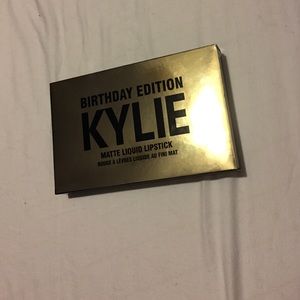 BIRTHDAY EDITION
KYLIE
MATTE LIQUID LIPSTICK
ROUGE À LÈVRES LIQUIDE AU FINI MAT